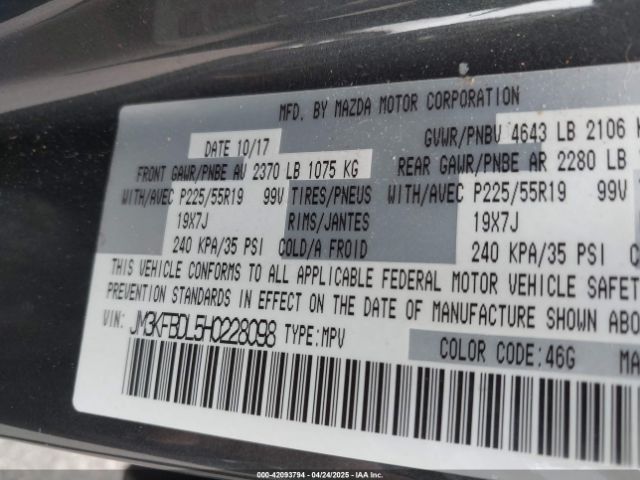 MFD. BY MAZDA MOTOR CORPORATION
DATE 10/17 GVWR/PNBV 4643 LB 2106
FRONT GAWR/PNBE AV 2370 LB 1075 KG REAR GAWR/PNBE AR 2280 LB
WITH/AVEC P225/55R19 99V TIRES/PNEUS WITH/AVEC P225/55R19 99V
19X7J RIMS/JANTES 19X7J
240 KPA/35 PSI COLD/A FROID 240 KPA/35 PSI
THIS VEHICLE CONFORMS TO ALL APPLICABLE FEDERAL MOTOR VEHICLE SAFET
PREVENTION STANDARDS IN EFFECT ON THE DATE OF MANUFACTURE SHOWN ABO
VIN: JM3KFBDL5H0228098 TYPE:MPV
COLOR CODE:46G
000-42093794 - 04/24/2025 - IAA Inc.